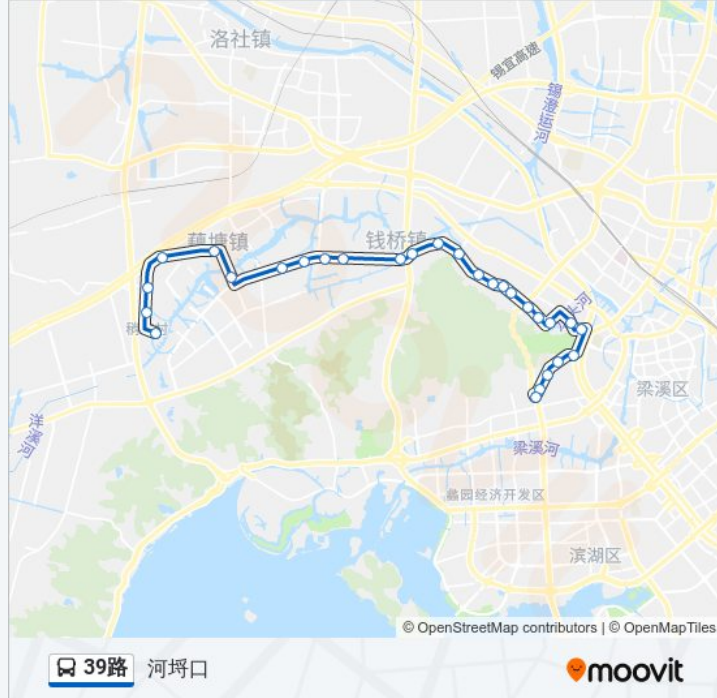 洛社镇
锡宜高速
锡澄运河
藕塘镇
钱桥镇
梁溪区
洋溪河
梁溪河
蠡园经济开发区
滨湖区
© OpenStreetMap contributors | © OpenMapTiles
39路 河埒口
moovit